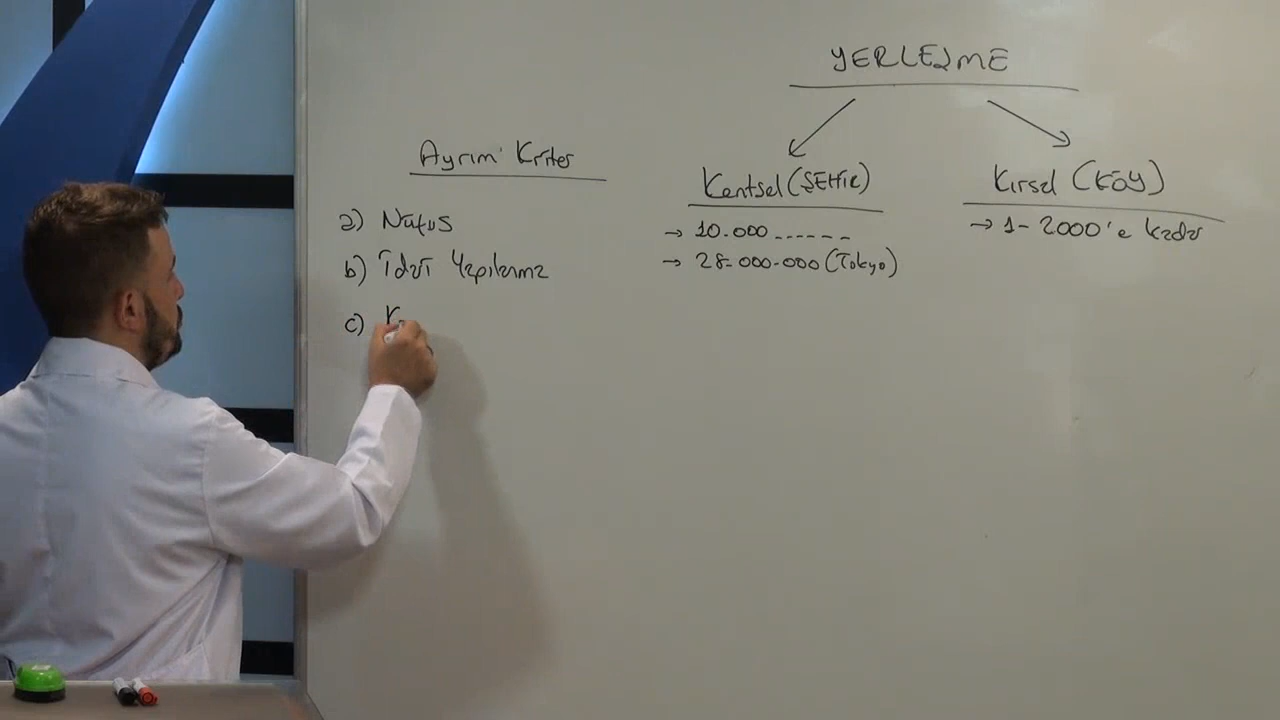 YERLEŞME
Ayrım Kriter
Kentsel (ŞEHİR)
Kırsal (KÖY)
a) Nüfus
→ 10.000 ------
→ 1- 2000'e kadar
b) İdari Yapılanma
→ 28.000.000 (Tokyo)
c)